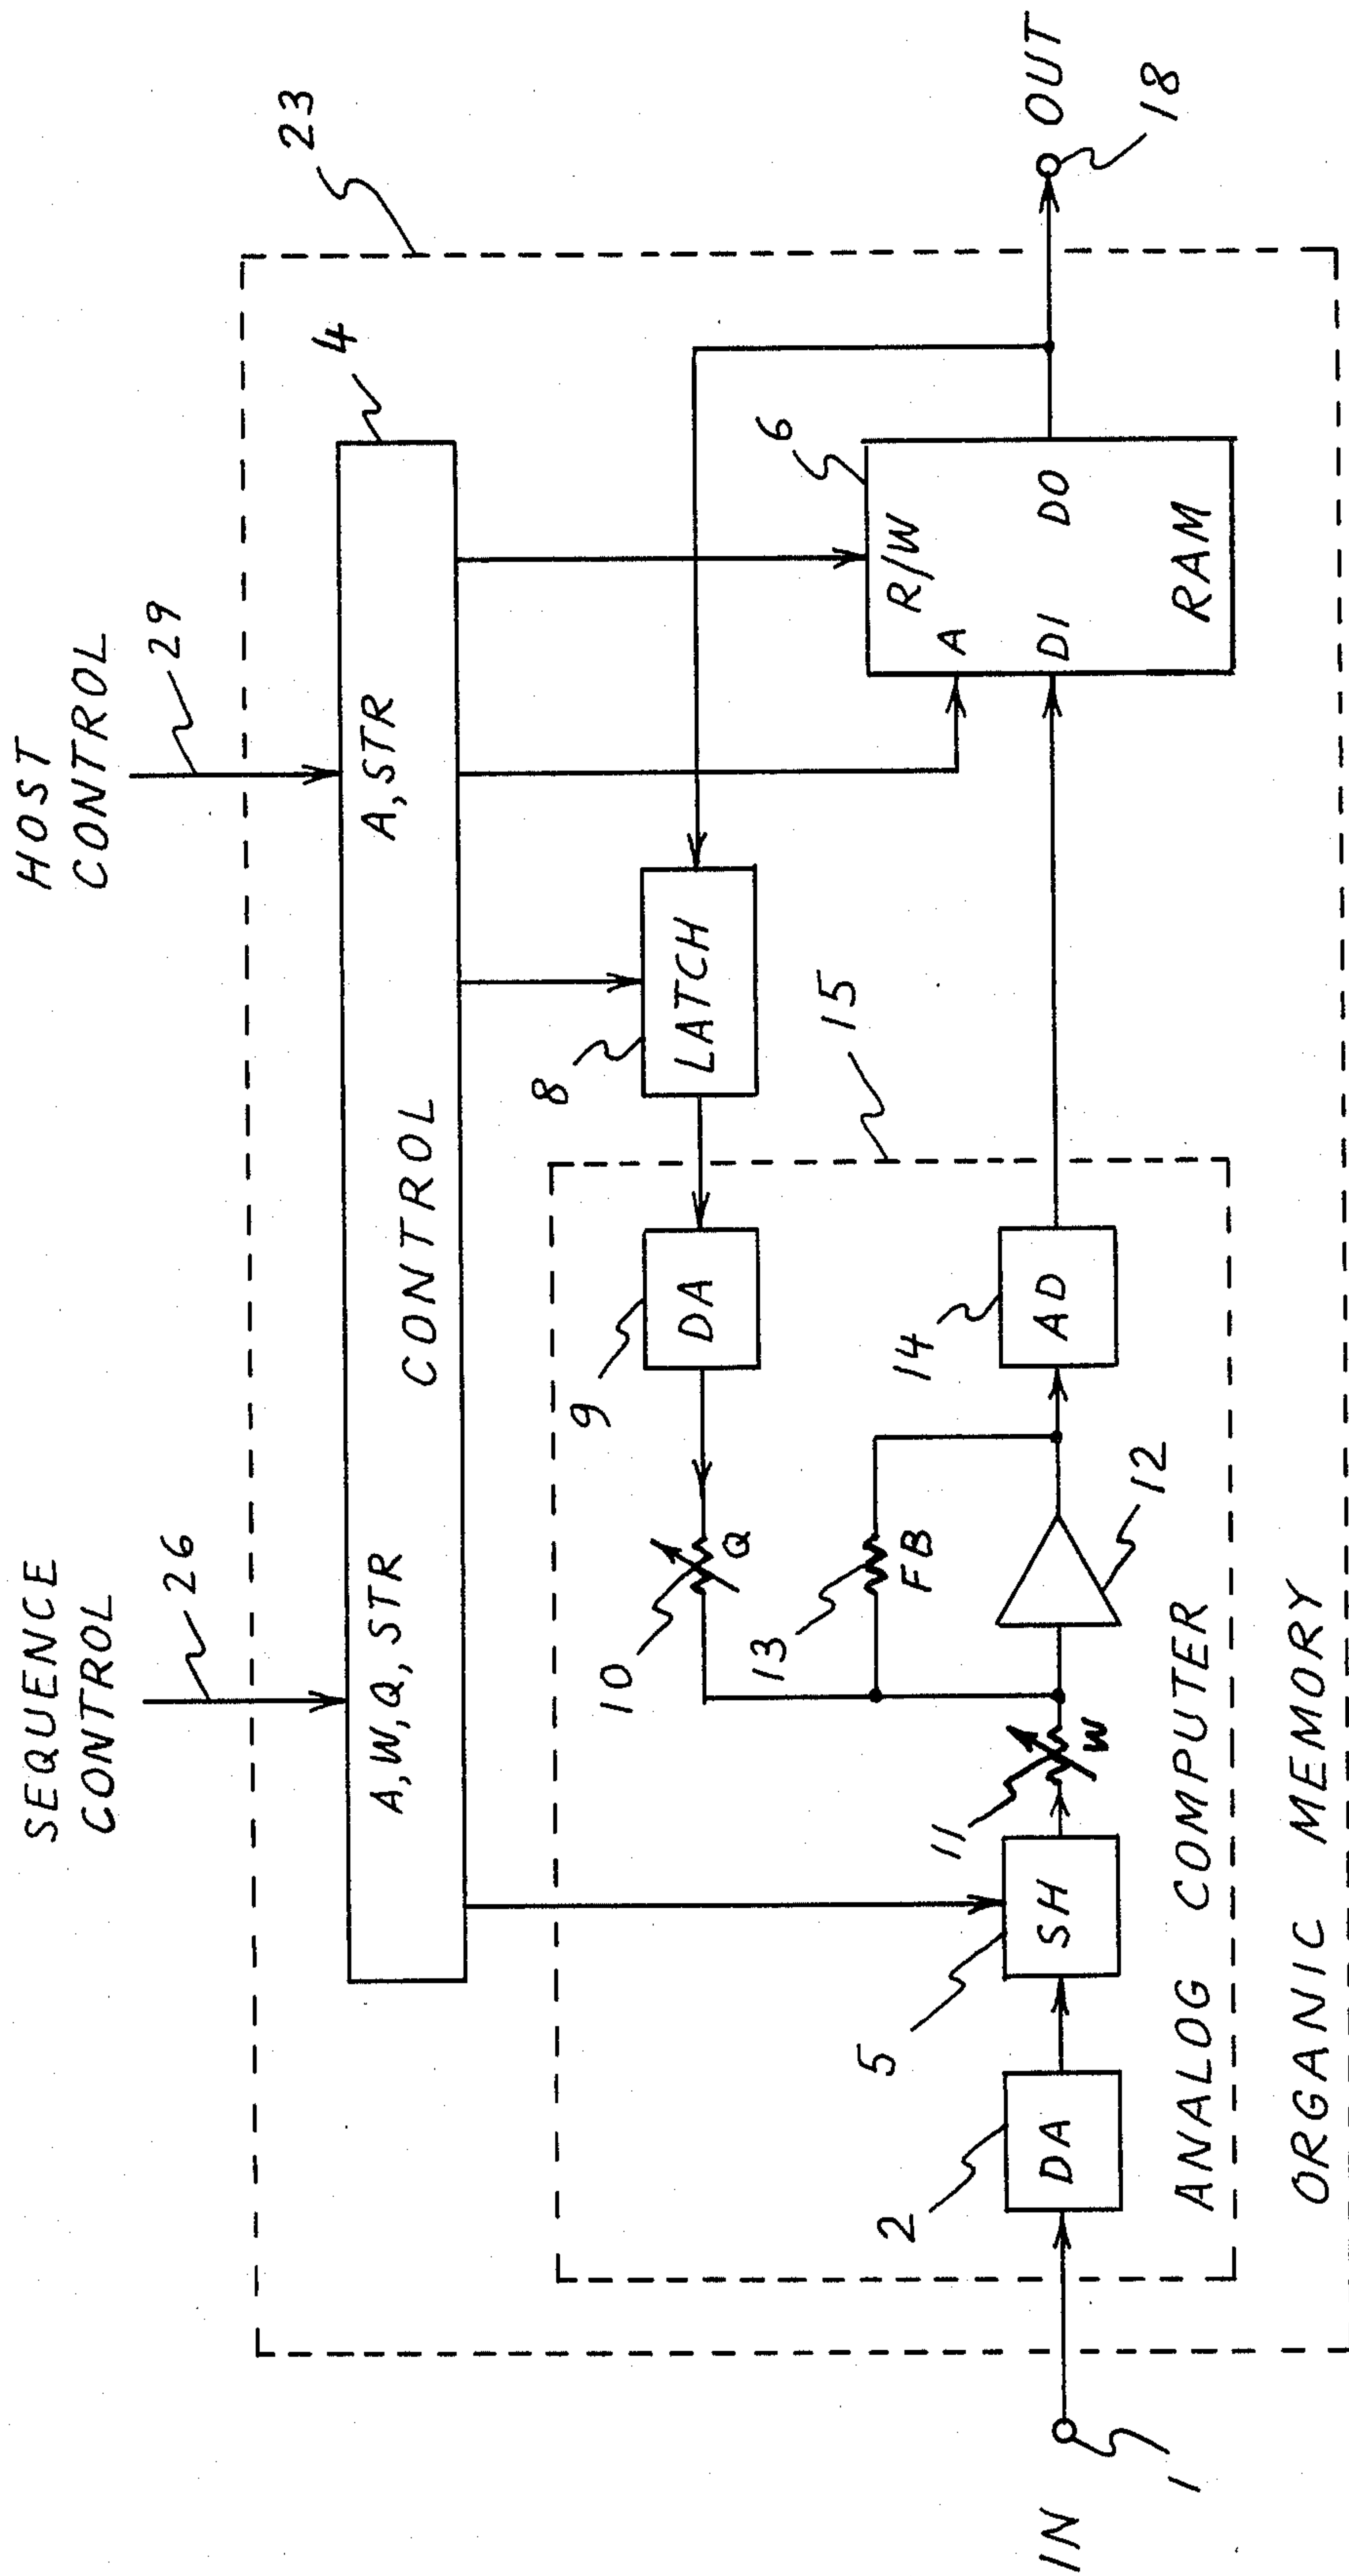 SEQUENCE
CONTROL
HOST
CONTROL
26
29
23
A, W, Q, STR
A, STR
CONTROL
4
8
LATCH
6
R/W
A
DI
DO
RAM
OUT
18
15
9
DA
10
Q
13
FB
14
AD
12
11
W
5
SH
2
DA
IN
1
ANALOG COMPUTER
ORGANIC MEMORY